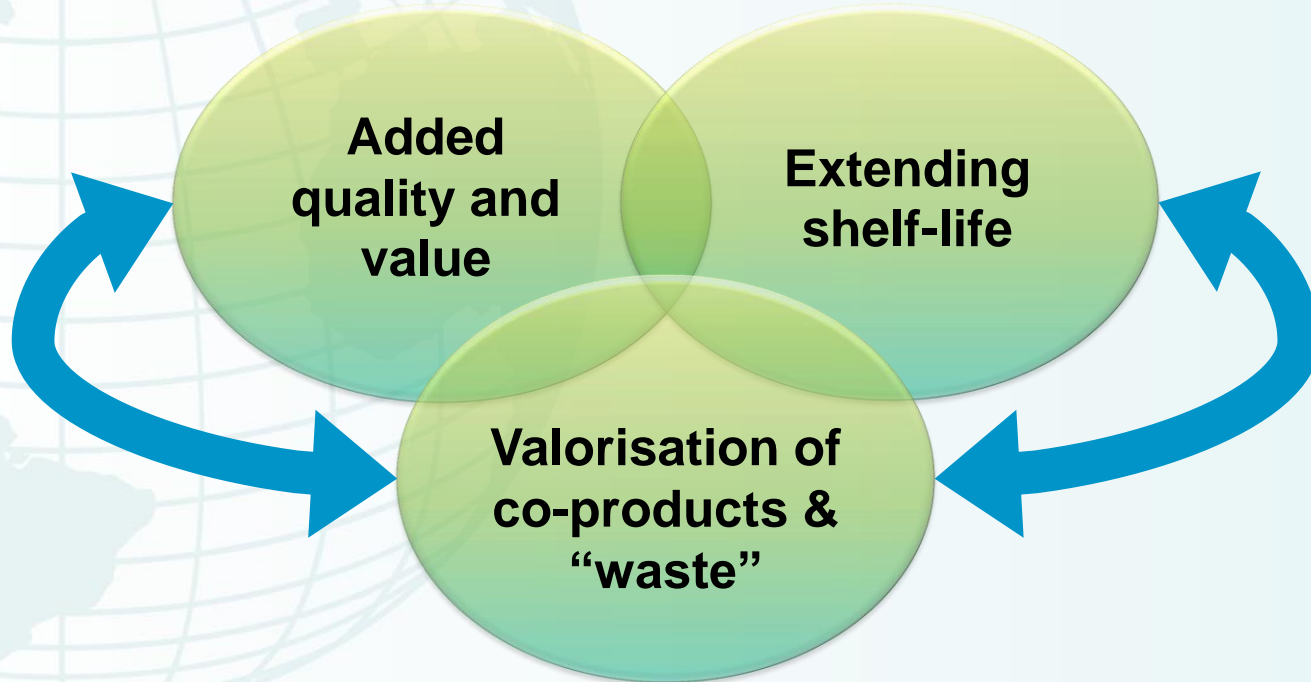 Added
quality and
value
Extending
shelf-life
Valorisation of
co-products &
“waste”